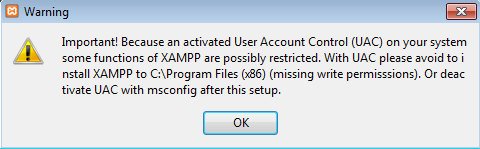 Warning
Important! Because an activated User Account Control (UAC) on your system
some functions of XAMPP are possibly restricted. With UAC please avoid to i
nstall XAMPP to C:\Program Files (x86) (missing write permisssions). Or deac
tivate UAC with msconfig after this setup.
OK